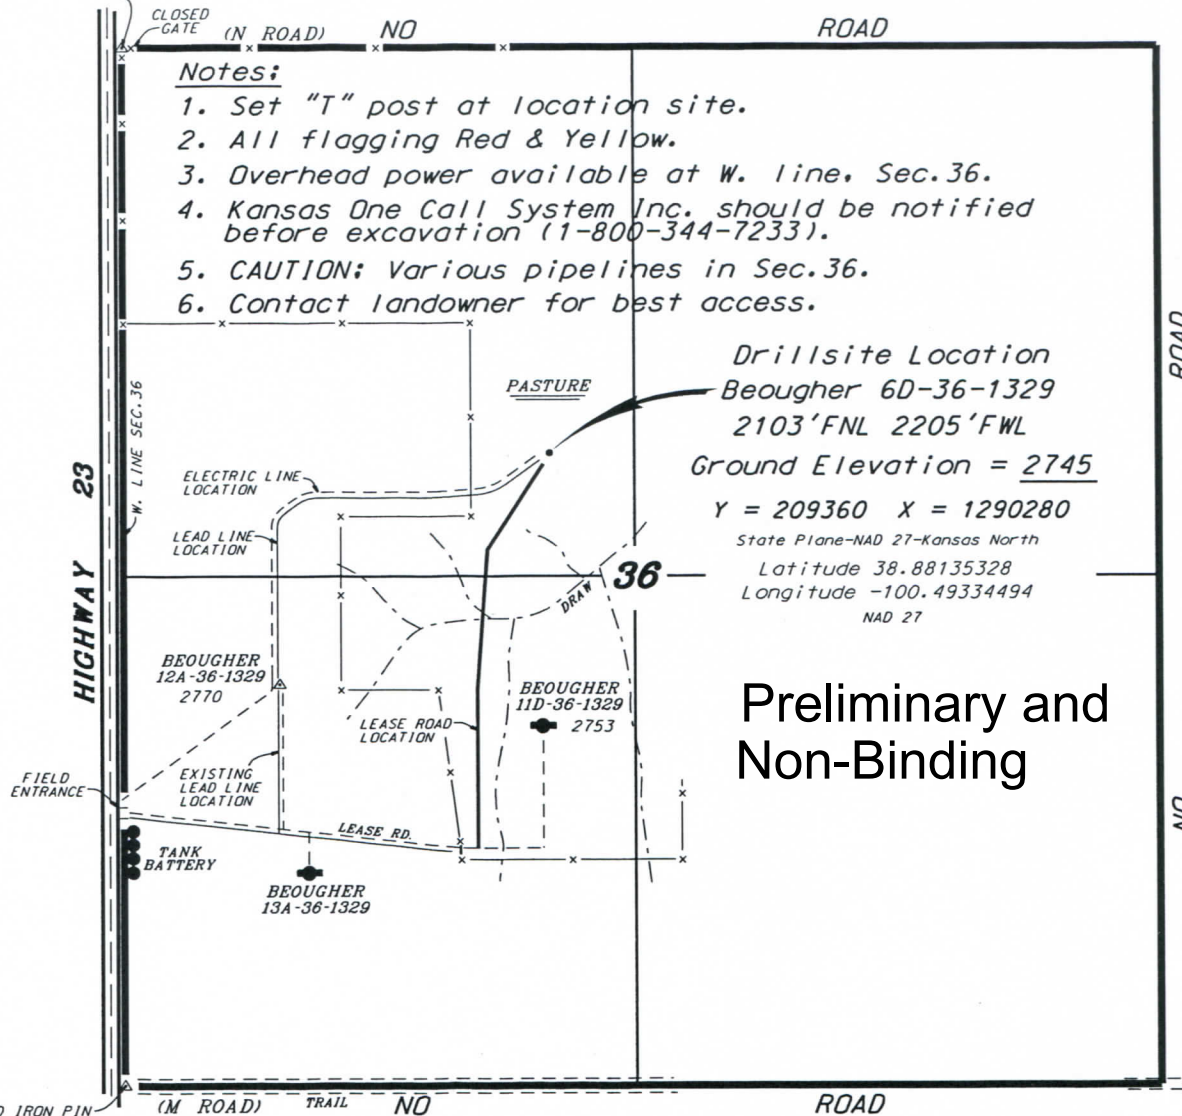 CLOSED
GATE
(N ROAD)
NO
ROAD
Notes:
1. Set "T" post at location site.
2. All flagging Red & Yellow.
3. Overhead power available at W. line, Sec.36.
4. Kansas One Call System Inc. should be notified
before excavation (1-800-344-7233).
5. CAUTION: Various pipelines in Sec.36.
6. Contact landowner for best access.
ROAD
W. LINE SEC.36
PASTURE
Drillsite Location
Beougher 6D-36-1329
2103'FNL 2205'FWL
Ground Elevation = 2745
Y = 209360 X = 1290280
State Plane-NAD 27-Kansas North
Latitude 38.88135328
Longitude -100.49334494
NAD 27
HIGHWAY 23
ELECTRIC LINE
LOCATION
LEAD LINE
LOCATION
36
DRAW
BEOUGHER
12A-36-1329
2770
BEOUGHER
11D-36-1329
2753
LEASE ROAD
LOCATION
Preliminary and
Non-Binding
FIELD
ENTRANCE
EXISTING
LEAD LINE
LOCATION
LEASE RD.
NO
TANK
BATTERY
BEOUGHER
13A-36-1329
IRON PIN
(M ROAD)
TRAIL
NO
ROAD